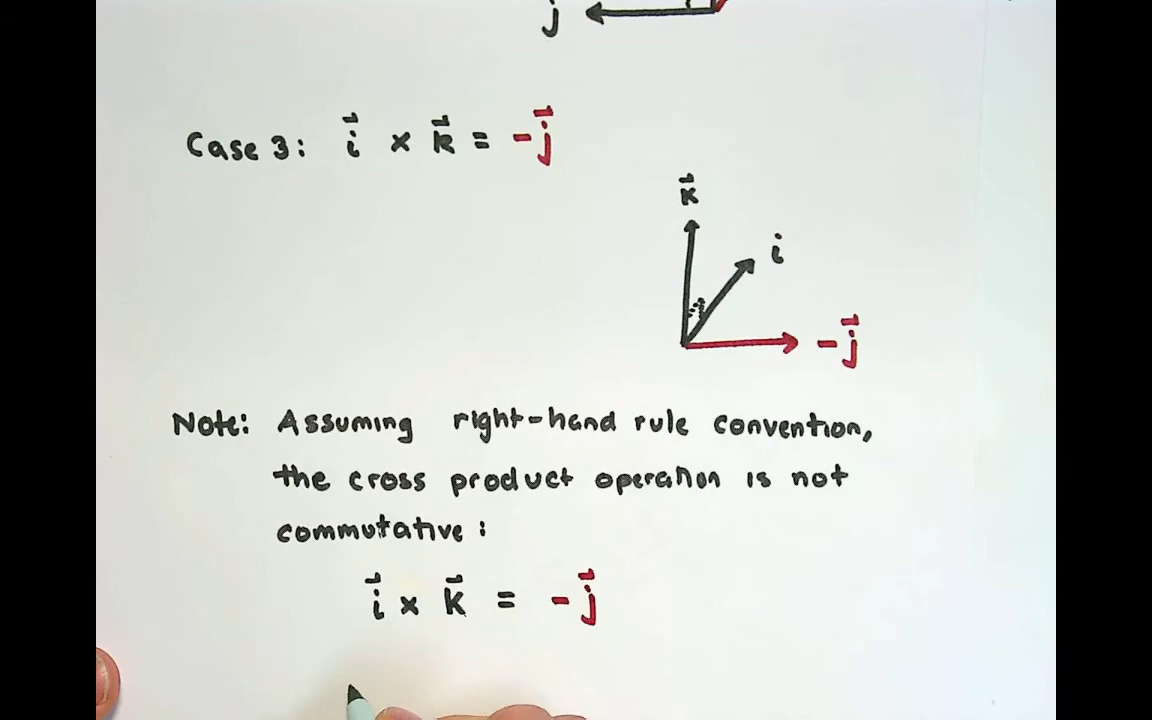 j
Case 3: i⃗ × k⃗ = -j⃗
k⃗
i
-j⃗
Note: Assuming right-hand rule convention,
the cross product operation is not
commutative:
i⃗ × k⃗ = -j⃗